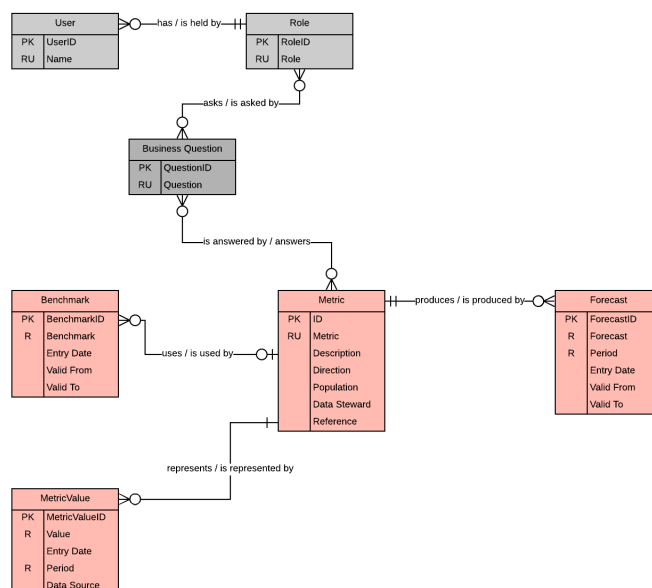 User
PK UserID
RU Name
has / is held by
Role
PK RoleID
RU Role
asks / is asked by
Business Question
PK QuestionID
RU Question
is answered by / answers
Benchmark
PK BenchmarkID
R Benchmark
Entry Date
Valid From
Valid To
uses / is used by
Metric
PK ID
RU Metric
Description
Direction
Population
Data Steward
Reference
produces / is produced by
Forecast
PK ForecastID
R Forecast
R Period
Entry Date
Valid From
Valid To
represents / is represented by
MetricValue
PK MetricValueID
R Value
Entry Date
R Period
Data Source